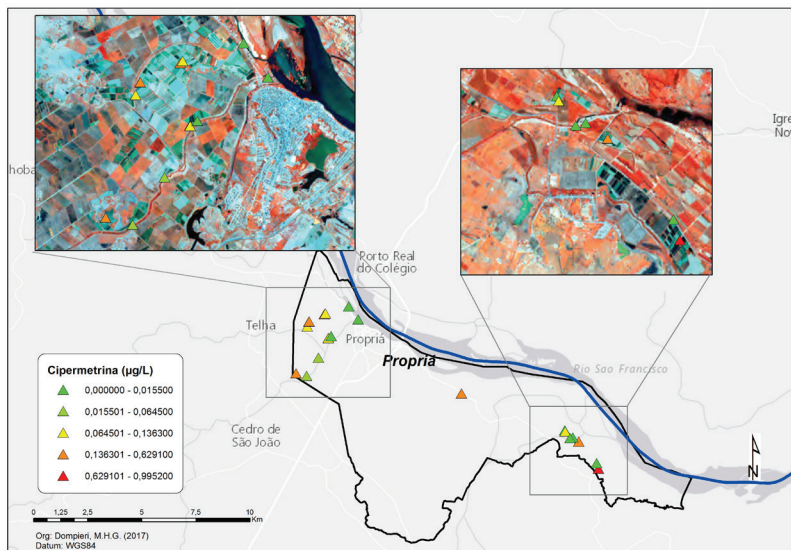 Igre
Nov
hoba
Porto Real
do Colégio
Telha
Propriá
Propriá
Rio Sao Francisco
Cedro de
São João
Cipermetrina (µg/L)
0,000000 - 0,015500
0,015501 - 0,064500
0,064501 - 0,136300
0,136301 - 0,629100
0,629101 - 0,995200
N
0 1,25 2,5 5 7,5 10
Km
Org: Dompieri, M.H.G. (2017)
Datum: WGS84